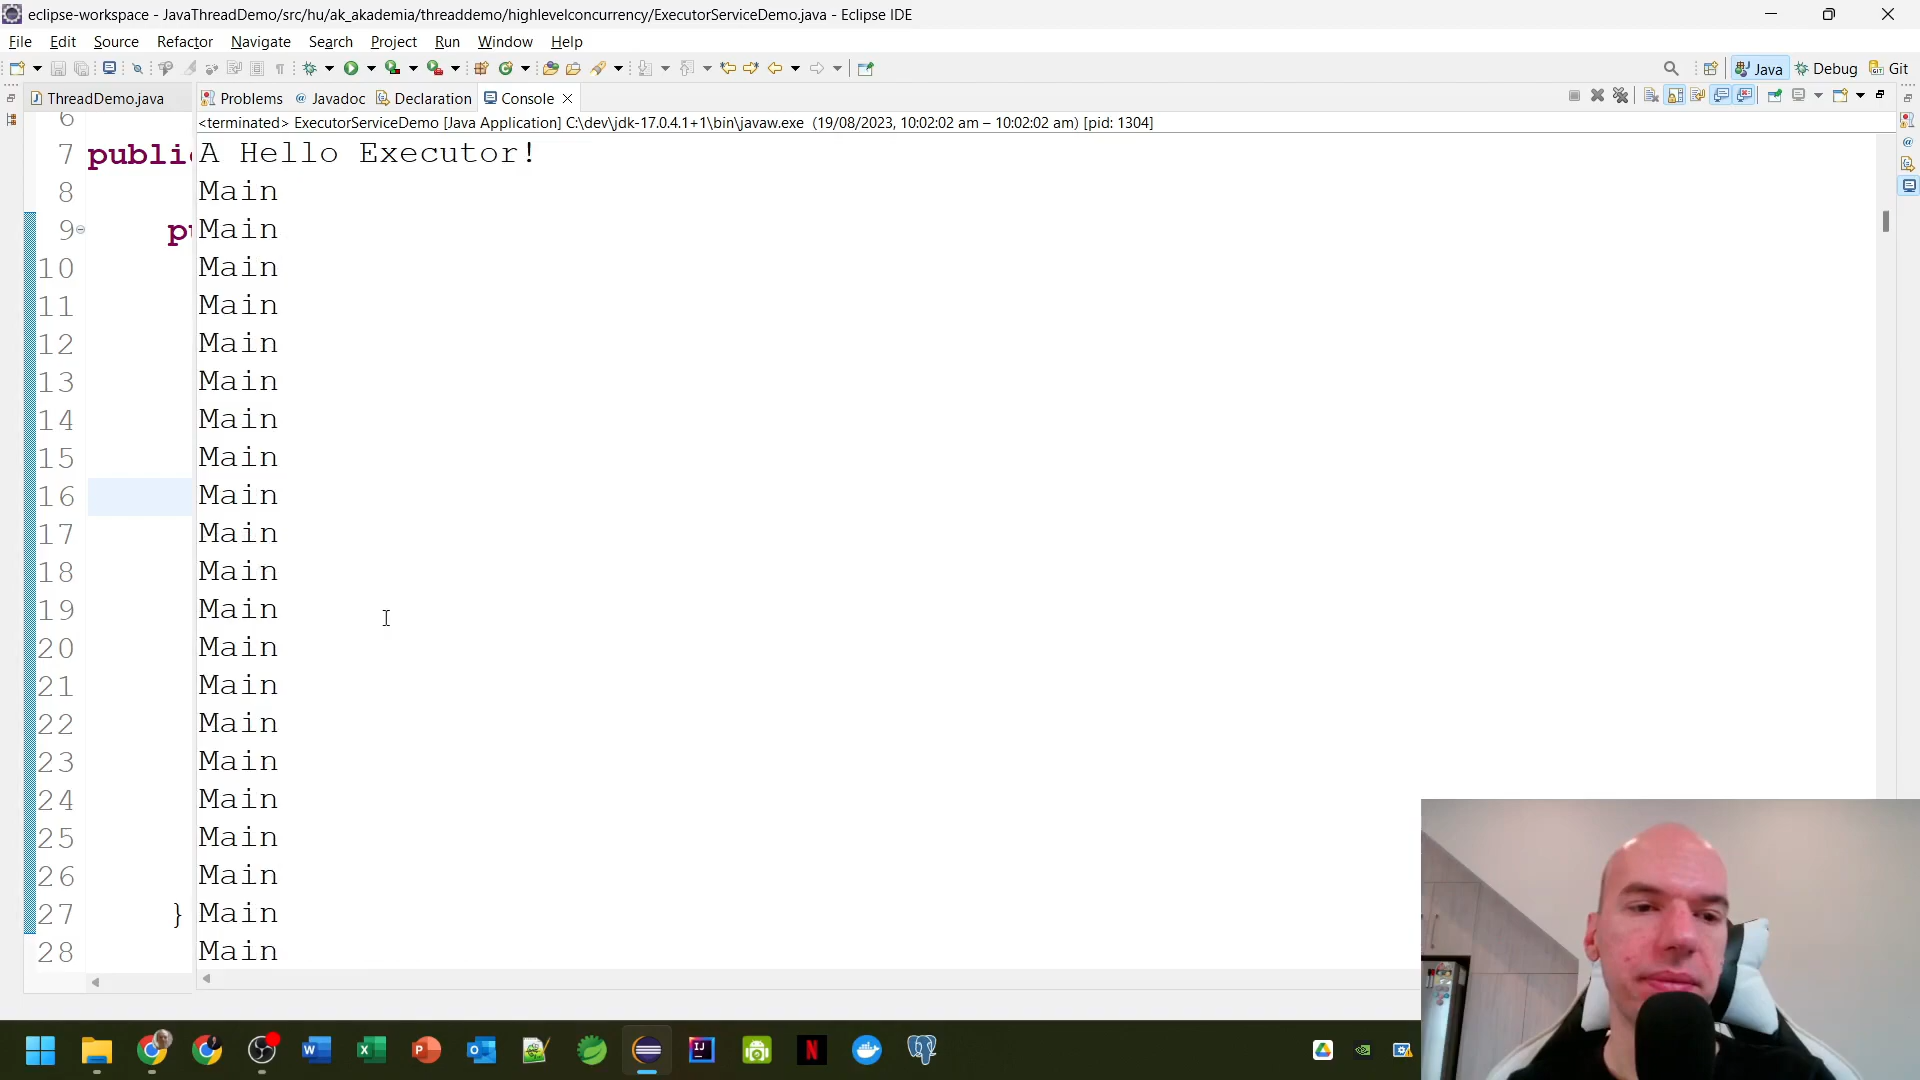 eclipse-workspace - JavaThreadDemo/src/hu/ak_akademia/threaddemo/highlevelconcurrency/ExecutorServiceDemo.java - Eclipse IDE
File Edit Source Refactor Navigate Search Project Run Window Help
Java Debug Git
ThreadDemo.java Problems Javadoc Declaration Console
<terminated> ExecutorServiceDemo [Java Application] C:\dev\jdk-17.0.4.1+1\bin\javaw.exe (19/08/2023, 10:02:02 am – 10:02:02 am) [pid: 1304]
6
7 publi A Hello Executor!
8 Main
9 pu Main
10 Main
11 Main
12 Main
13 Main
14 Main
15 Main
16 Main
17 Main
18 Main
19 Main
20 Main
21 Main
22 Main
23 Main
24 Main
25 Main
26 Main
27 } Main
28 Main